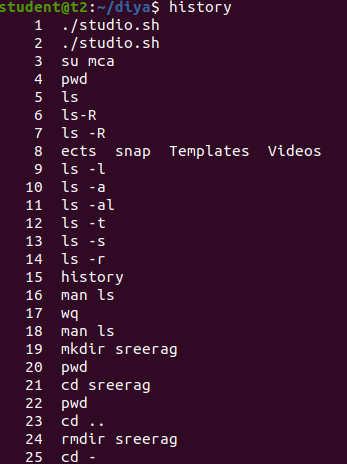 student@t2:~/diya$ history
1 ./studio.sh
2 ./studio.sh
3 su mca
4 pwd
5 ls
6 ls-R
7 ls -R
8 ects snap Templates Videos
9 ls -l
10 ls -a
11 ls -al
12 ls -t
13 ls -s
14 ls -r
15 history
16 man ls
17 wq
18 man ls
19 mkdir sreerag
20 pwd
21 cd sreerag
22 pwd
23 cd ..
24 rmdir sreerag
25 cd -